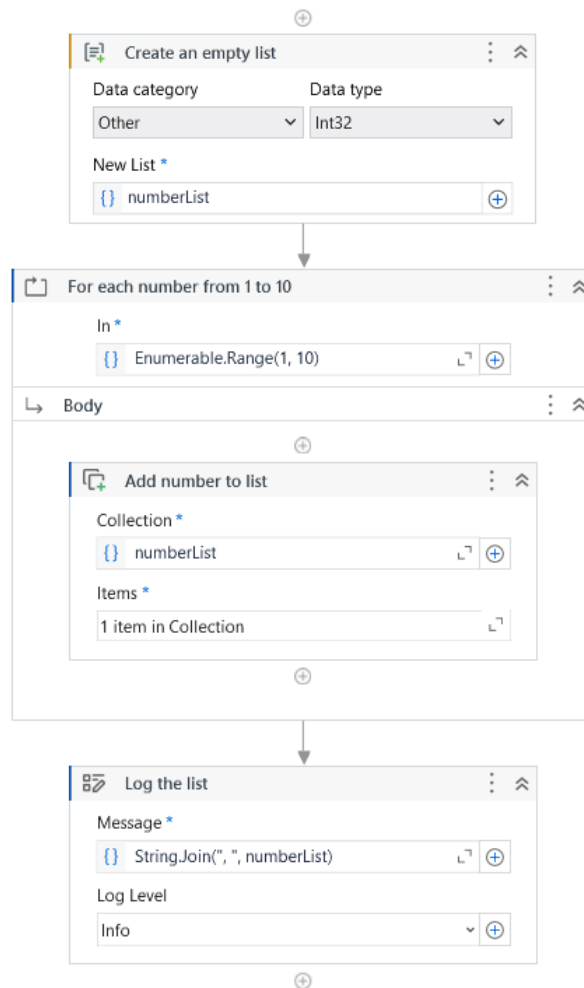 Create an empty list
Data category Data type
Other Int32
New List *
{} numberList
For each number from 1 to 10
In *
{} Enumerable.Range(1, 10)
Body
Add number to list
Collection *
{} numberList
Items *
1 item in Collection
Log the list
Message *
{} String.Join(", ", numberList)
Log Level
Info